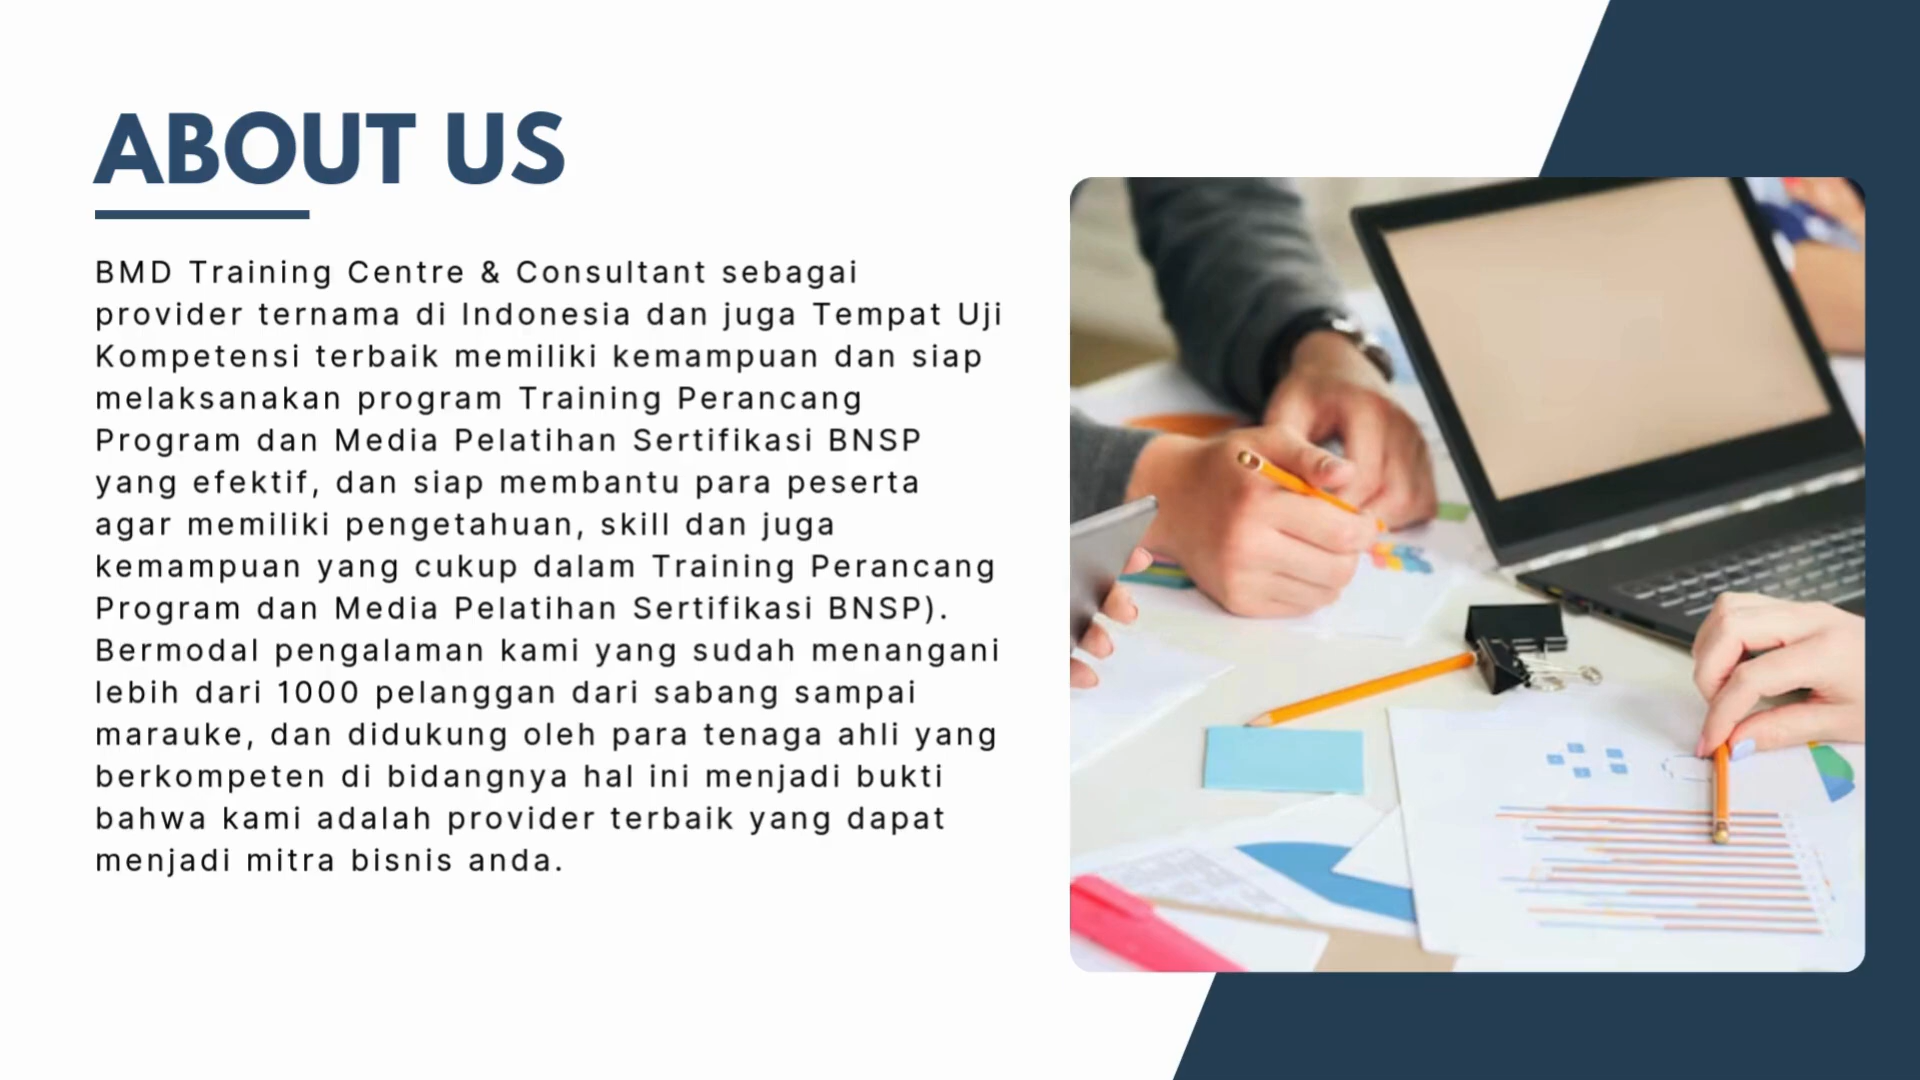 ABOUT US
BMD Training Centre & Consultant sebagai
provider ternama di Indonesia dan juga Tempat Uji
Kompetensi terbaik memiliki kemampuan dan siap
melaksanakan program Training Perancang
Program dan Media Pelatihan Sertifikasi BNSP
yang efektif, dan siap membantu para peserta
agar memiliki pengetahuan, skill dan juga
kemampuan yang cukup dalam Training Perancang
Program dan Media Pelatihan Sertifikasi BNSP).
Bermodal pengalaman kami yang sudah menangani
lebih dari 1000 pelanggan dari sabang sampai
marauke, dan didukung oleh para tenaga ahli yang
berkompeten di bidangnya hal ini menjadi bukti
bahwa kami adalah provider terbaik yang dapat
menjadi mitra bisnis anda.